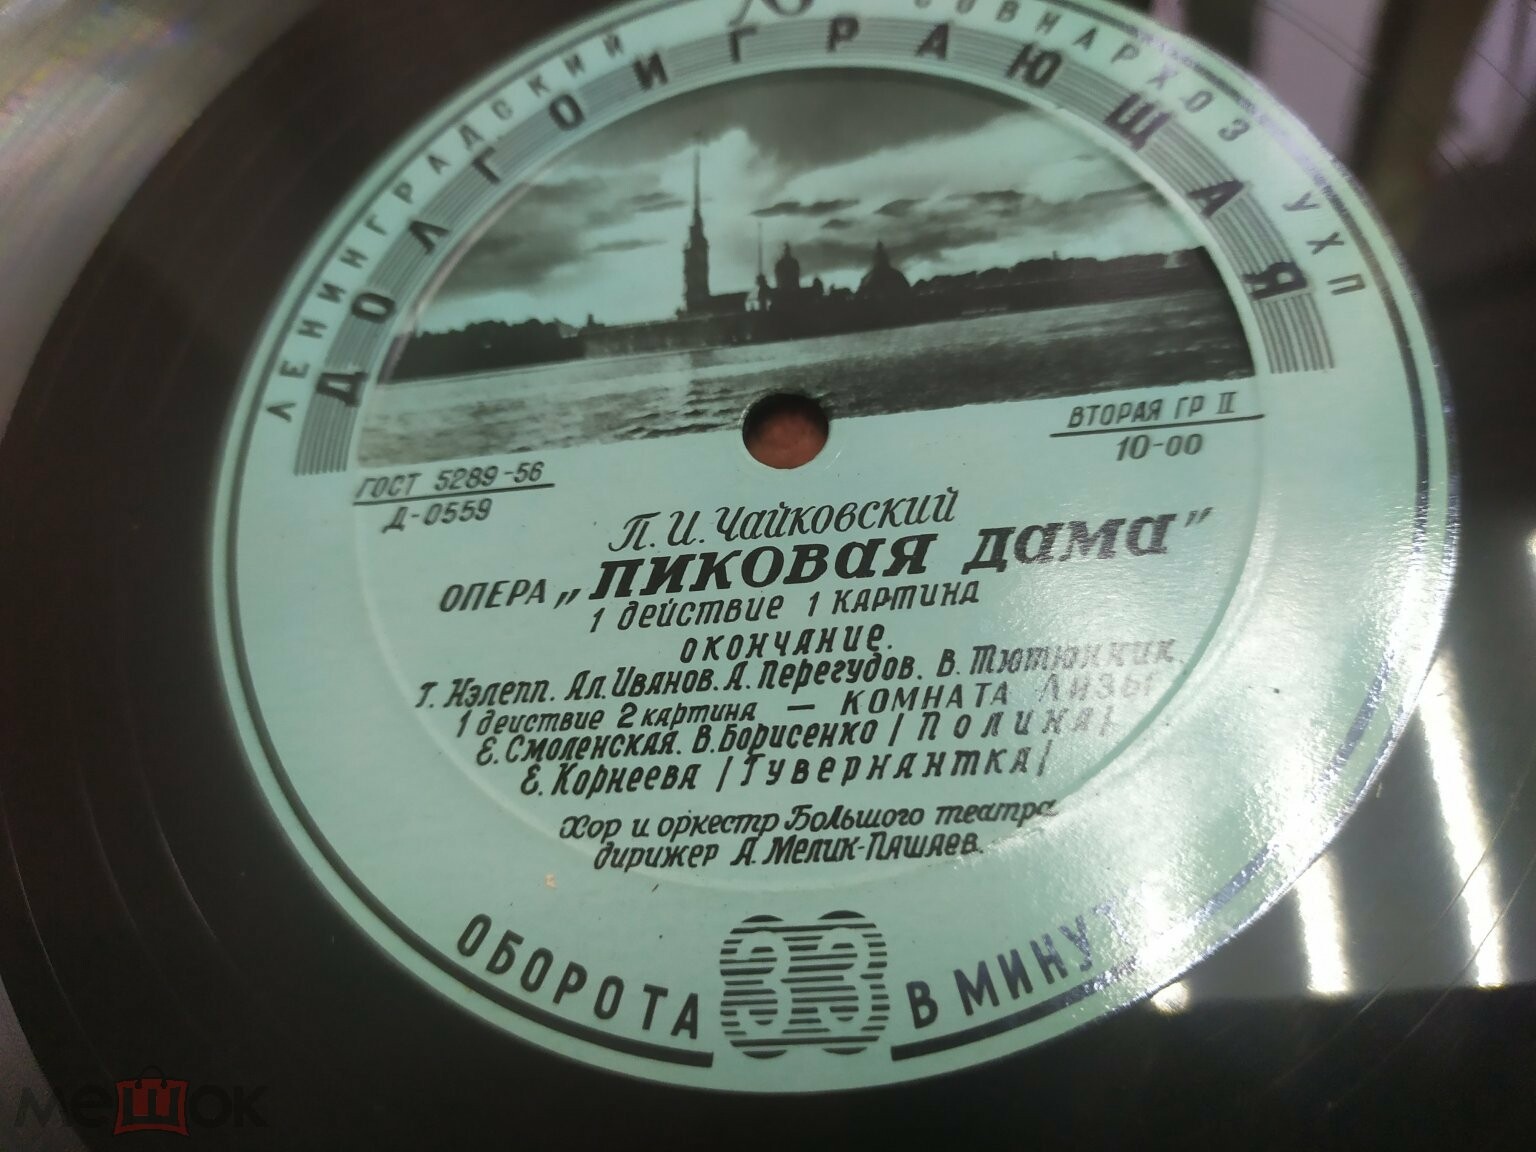 ЛЕНИНГРАДСКИЙ СОВНАРХОЗ УХП
ДОЛГОИГРАЮЩАЯ
ГОСТ 5289-56
Д-0559
ВТОРАЯ ГР II
10-00
П. И. Чайковский
ОПЕРА „ПИКОВАЯ ДАМА"
1 действие 1 КАРТИНА
ОКОНЧАНИЕ.
Г. Нэлепп. Ал. Иванов. А. Перегудов. В. Тютюнник.
1 действие 2 картина — КОМНАТА ЛИЗЫ
Е. Смоленская. В. Борисенко /Полина/
Е. Корнеева /Гувернантка/
Хор и оркестр Большого театра
дирижер А. Мелик-Пашаев.
ОБОРОТА 33 В МИНУТУ
мешок